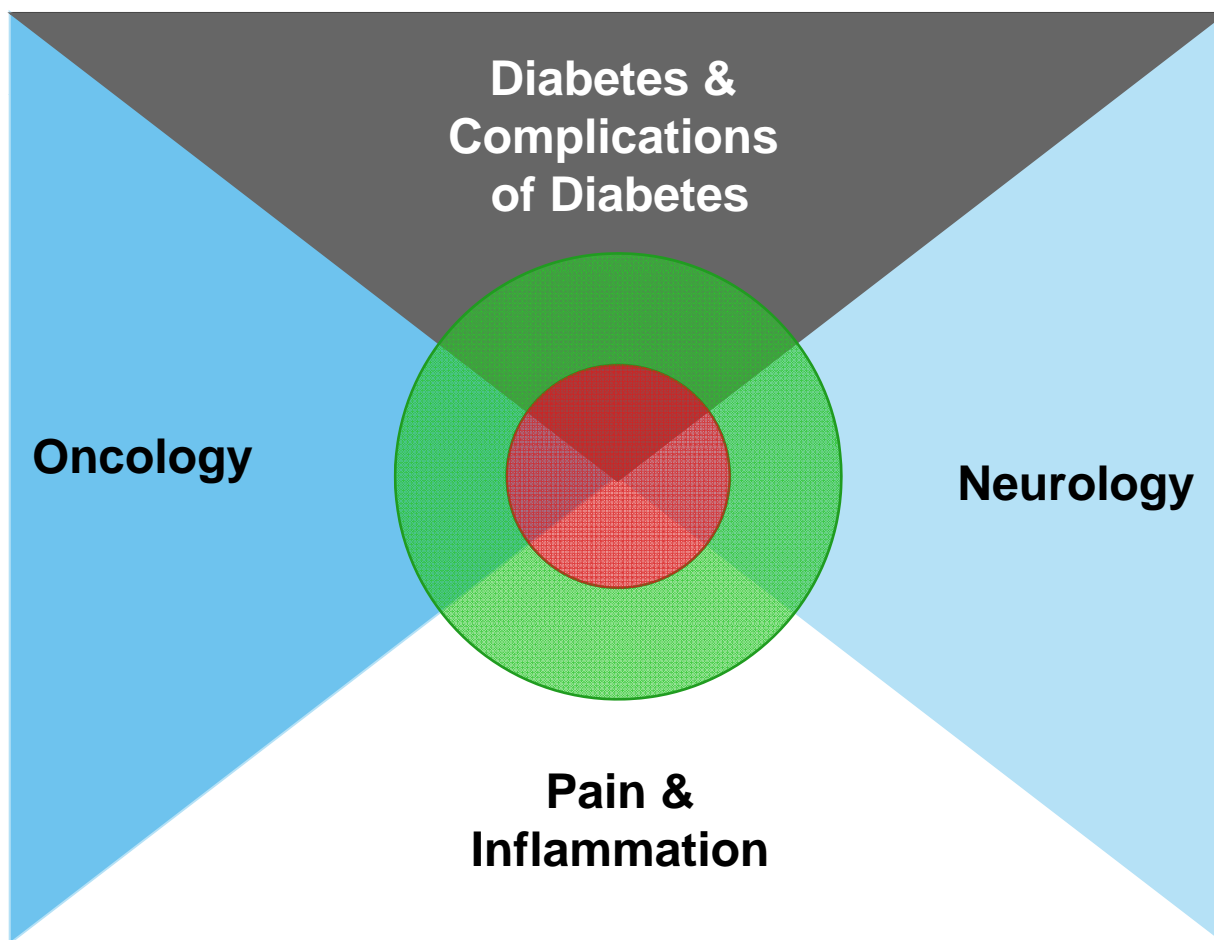 Diabetes &
Complications
of Diabetes
Oncology
Neurology
Pain &
Inflammation